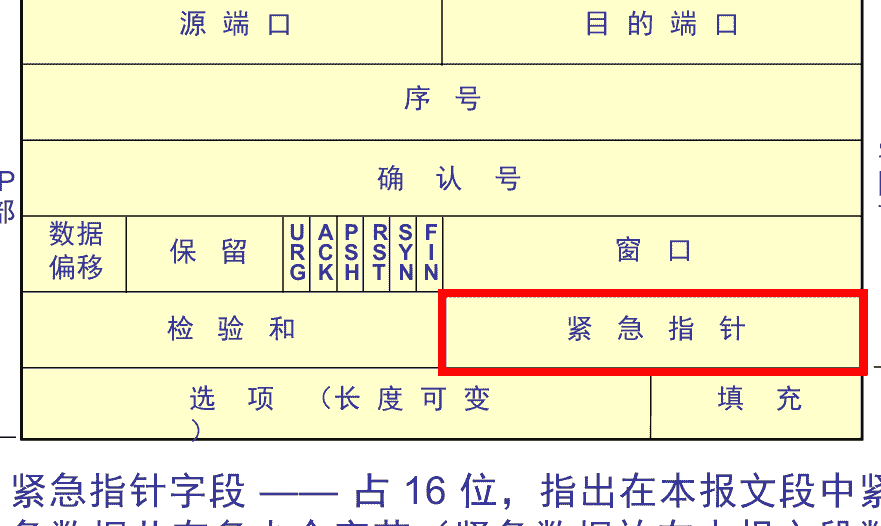 源端口 目的端口
序号
确认号
数据偏移 保留 URG ACK PSH RST SYN FIN 窗口
检验和 紧急指针
选项（长度可变） 填充
P
部
紧急指针字段 —— 占 16 位，指出在本报文段中紧